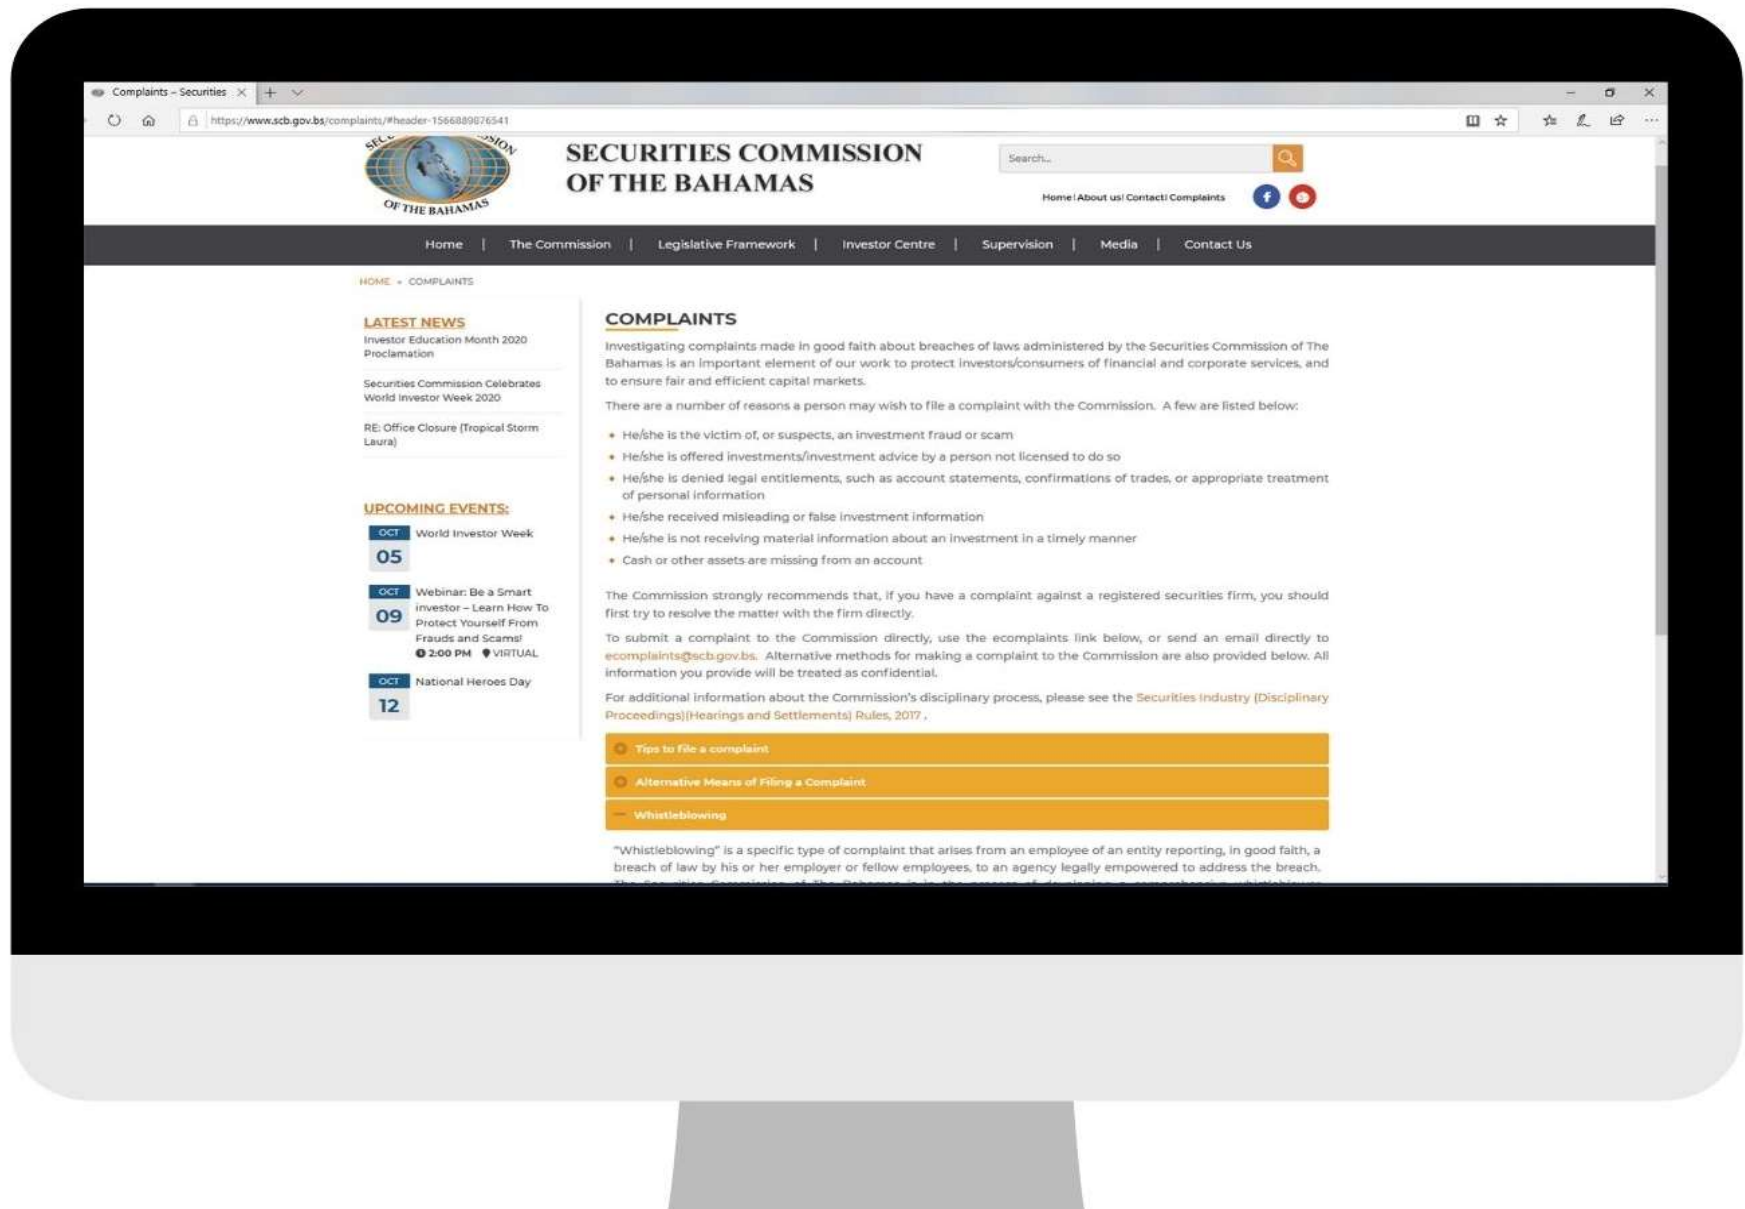 Complaints – Securities
https://www.scb.gov.bs/complaints/#header-1566889876541
OF THE BAHAMAS
SECURITIES COMMISSION
OF THE BAHAMAS
Search...
Home| About us| Contact| Complaints
Home | The Commission | Legislative Framework | Investor Centre | Supervision | Media | Contact Us
HOME » COMPLAINTS
LATEST NEWS
Investor Education Month 2020
Proclamation
Securities Commission Celebrates
World Investor Week 2020
RE: Office Closure (Tropical Storm
Laura)
UPCOMING EVENTS:
OCT
05
World Investor Week
OCT
09
Webinar: Be a Smart
investor – Learn How To
Protect Yourself From
Frauds and Scams!
2:00 PM VIRTUAL
OCT
12
National Heroes Day
COMPLAINTS
Investigating complaints made in good faith about breaches of laws administered by the Securities Commission of The
Bahamas is an important element of our work to protect investors/consumers of financial and corporate services, and
to ensure fair and efficient capital markets.
There are a number of reasons a person may wish to file a complaint with the Commission. A few are listed below:
• He/she is the victim of, or suspects, an investment fraud or scam
• He/she is offered investments/investment advice by a person not licensed to do so
• He/she is denied legal entitlements, such as account statements, confirmations of trades, or appropriate treatment
of personal information
• He/she received misleading or false investment information
• He/she is not receiving material information about an investment in a timely manner
• Cash or other assets are missing from an account
The Commission strongly recommends that, if you have a complaint against a registered securities firm, you should
first try to resolve the matter with the firm directly.
To submit a complaint to the Commission directly, use the ecomplaints link below, or send an email directly to
ecomplaints@scb.gov.bs. Alternative methods for making a complaint to the Commission are also provided below. All
information you provide will be treated as confidential.
For additional information about the Commission's disciplinary process, please see the Securities Industry (Disciplinary
Proceedings)(Hearings and Settlements) Rules, 2017 .
Tips to file a complaint
Alternative Means of Filing a Complaint
Whistleblowing
"Whistleblowing" is a specific type of complaint that arises from an employee of an entity reporting, in good faith, a
breach of law by his or her employer or fellow employees, to an agency legally empowered to address the breach.